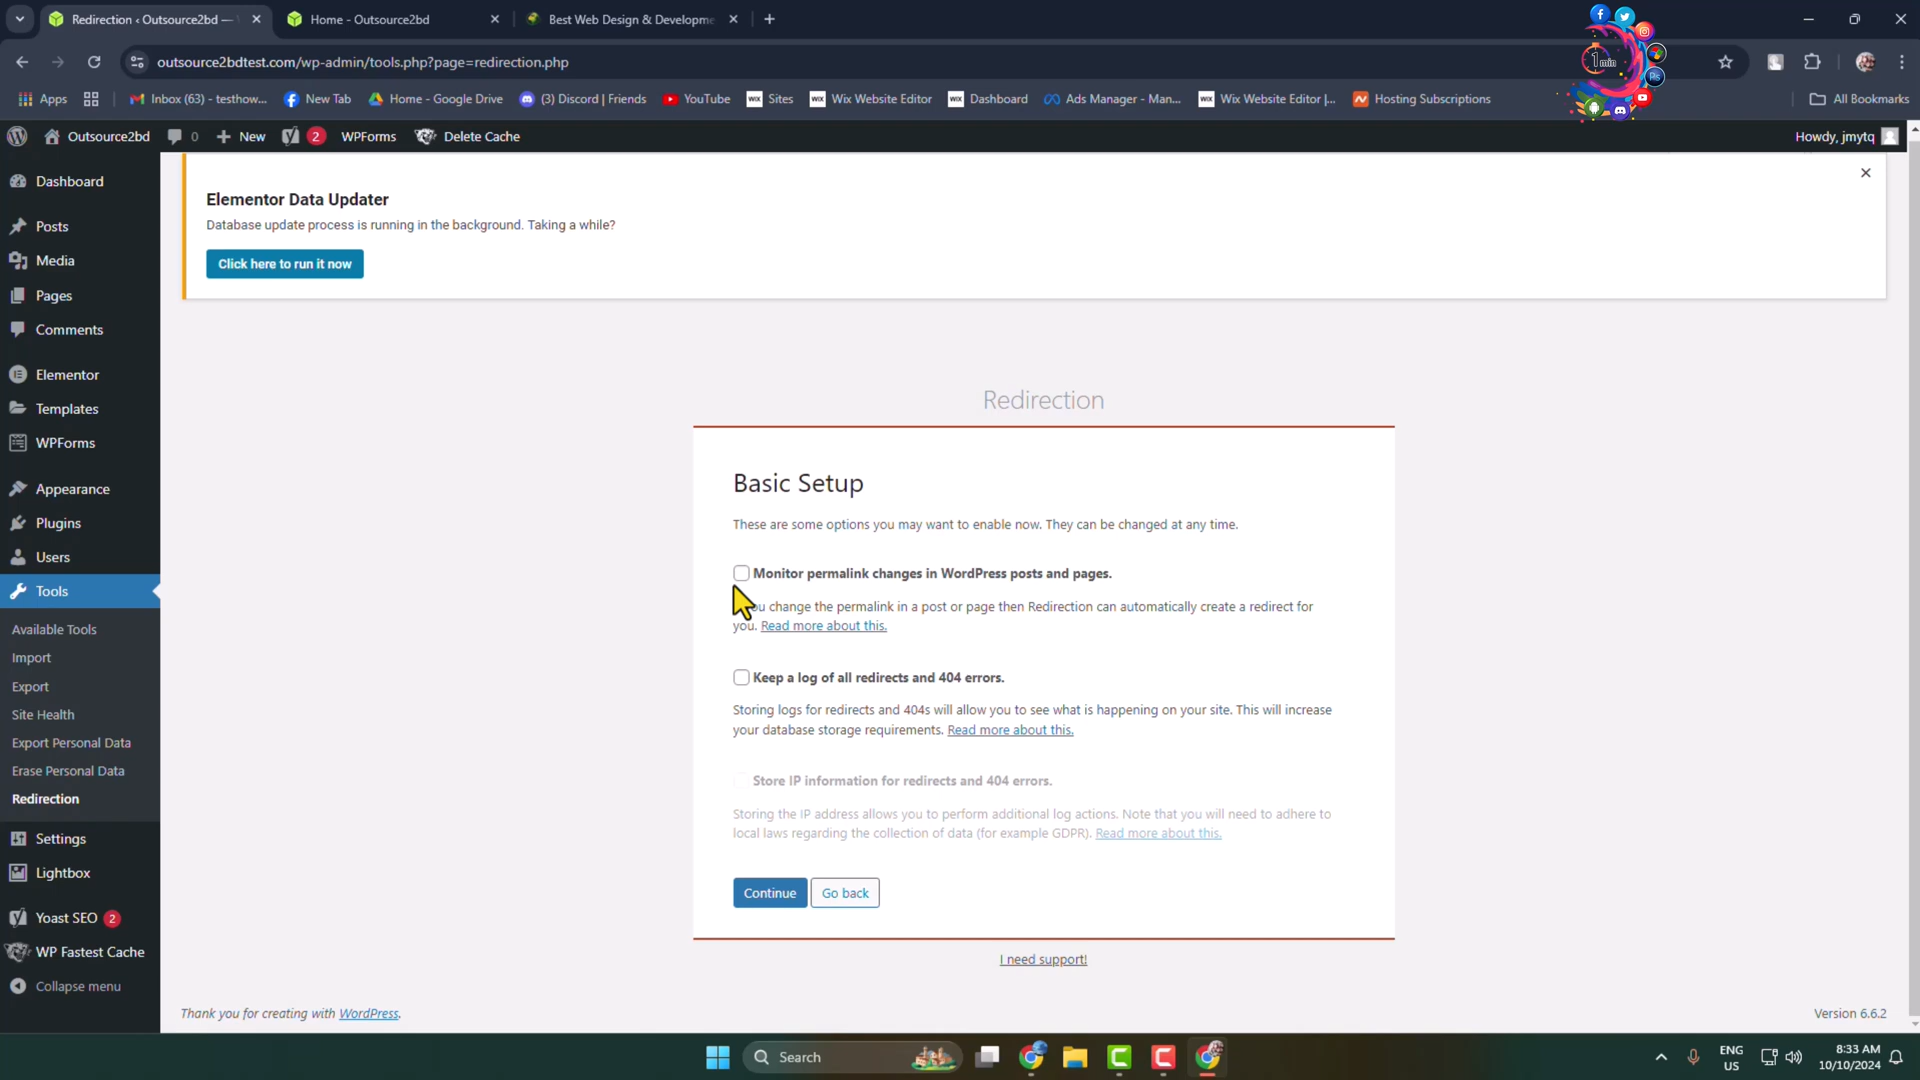 Redirection ‹ Outsource2bd —
Home - Outsource2bd
Best Web Design & Developme
outsource2bdtest.com/wp-admin/tools.php?page=redirection.php
1min
Ps
Apps
Inbox (63) - testhow...
New Tab
Home - Google Drive
(3) Discord | Friends
YouTube
WIX Sites
WIX Wix Website Editor
WIX Dashboard
Ads Manager - Man...
WIX Wix Website Editor |...
Hosting Subscriptions
All Bookmarks
Outsource2bd
0
New
2
WPForms
Delete Cache
Howdy, jmytq
Dashboard
Posts
Media
Pages
Comments
Elementor
Templates
WPForms
Appearance
Plugins
Users
Tools
Available Tools
Import
Export
Site Health
Export Personal Data
Erase Personal Data
Redirection
Settings
Lightbox
Yoast SEO 2
WP Fastest Cache
Collapse menu
Elementor Data Updater
Database update process is running in the background. Taking a while?
Click here to run it now
Redirection
Basic Setup
These are some options you may want to enable now. They can be changed at any time.
Monitor permalink changes in WordPress posts and pages.
change the permalink in a post or page then Redirection can automatically create a redirect for
you. Read more about this.
Keep a log of all redirects and 404 errors.
Storing logs for redirects and 404s will allow you to see what is happening on your site. This will increase
your database storage requirements. Read more about this.
Store IP information for redirects and 404 errors.
Storing the IP address allows you to perform additional log actions. Note that you will need to adhere to
local laws regarding the collection of data (for example GDPR). Read more about this.
Continue
Go back
I need support!
Thank you for creating with WordPress.
Version 6.6.2
Search
ENG
US
8:33 AM
10/10/2024